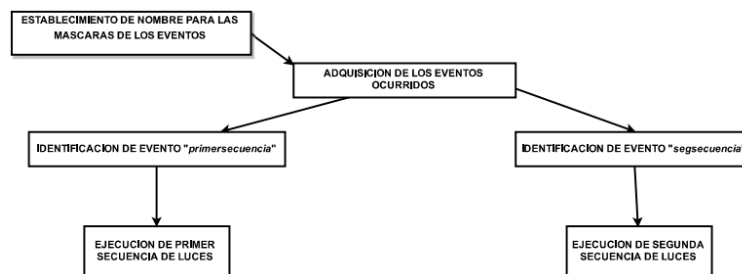 ESTABLECIMIENTO DE NOMBRE PARA LAS
MASCARAS DE LOS EVENTOS
ADQUISICION DE LOS EVENTOS
OCURRIDOS
IDENTIFICACION DE EVENTO "primersecuencia"
IDENTIFICACION DE EVENTO "segsecuencia"
EJECUCION DE PRIMER
SECUENCIA DE LUCES
EJECUCION DE SEGUNDA
SECUENCIA DE LUCES